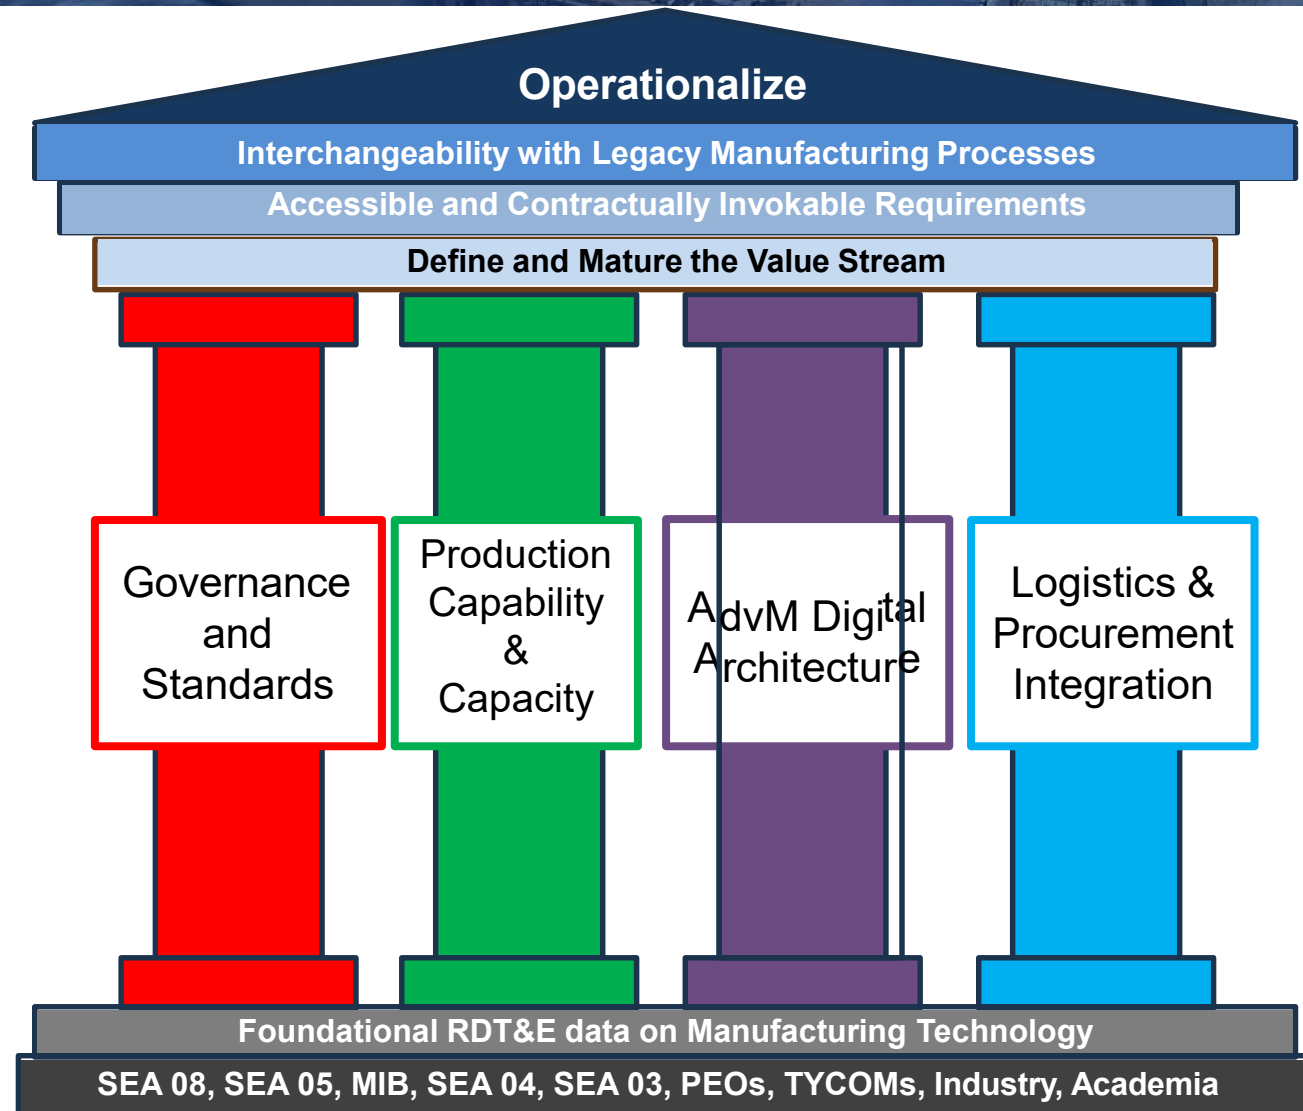 Operationalize
Interchangeability with Legacy Manufacturing Processes
Accessible and Contractually Invokable Requirements
Define and Mature the Value Stream
Governance
and
Standards
Production
Capability
&
Capacity
AdvM Digital
Architecture
Logistics &
Procurement
Integration
Foundational RDT&E data on Manufacturing Technology
SEA 08, SEA 05, MIB, SEA 04, SEA 03, PEOs, TYCOMs, Industry, Academia